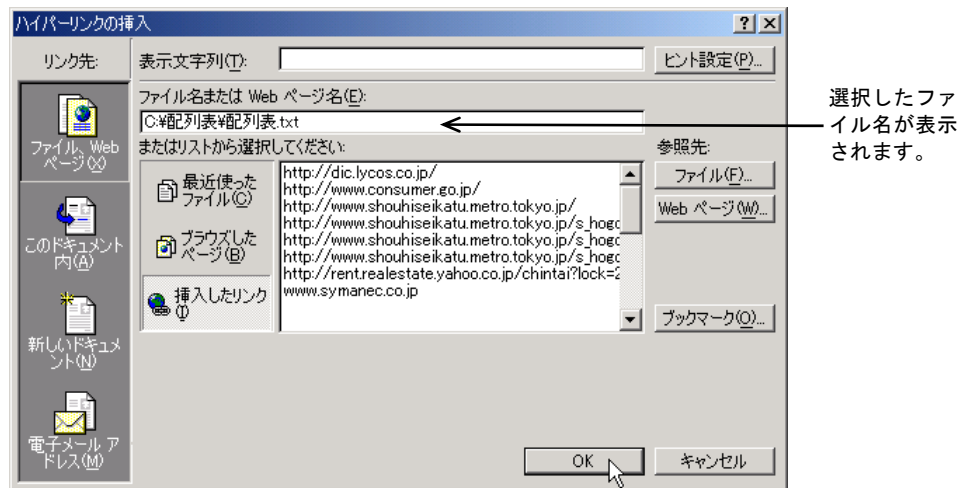 ハイパーリンクの挿入
リンク先:
表示文字列(T):
ヒント設定(P)...
ファイル、Web
ページ(X)
このドキュメント
内(A)
新しいドキュメ
ント(N)
電子メール ア
ドレス(M)
ファイル名または Web ページ名(E):
C:¥配列表¥配列表.txt
またはリストから選択してください:
最近使った
ファイル(C)
ブラウズした
ページ(B)
挿入したリンク
(I)
http://dic.lycos.co.jp/
http://www.consumer.go.jp/
http://www.shouhiseikatu.metro.tokyo.jp/
http://www.shouhiseikatu.metro.tokyo.jp/s_hogo
http://www.shouhiseikatu.metro.tokyo.jp/s_hogo
http://www.shouhiseikatu.metro.tokyo.jp/s_hogo
http://rent.realestate.yahoo.co.jp/chintai?lock=2
www.symanec.co.jp
参照先:
ファイル(F)...
Web ページ(W)...
ブックマーク(O)...
OK
キャンセル
選択したファ
イル名が表示
されます。